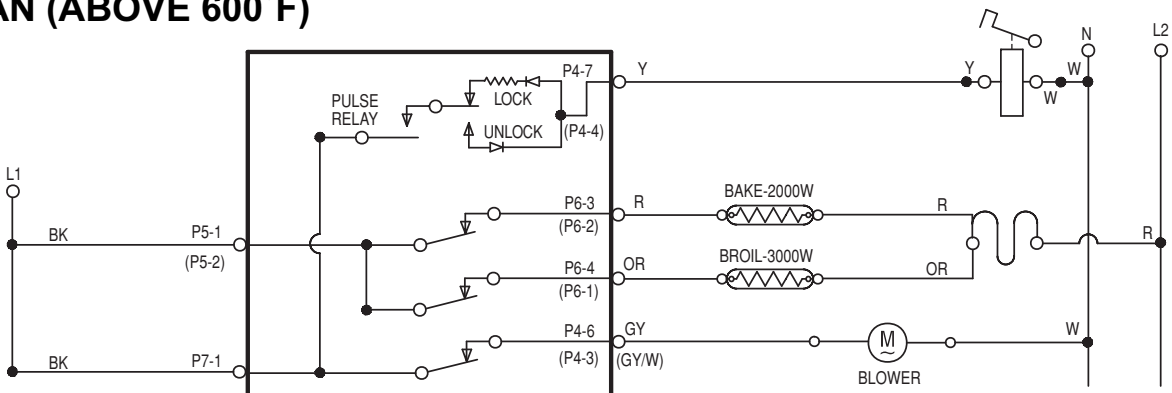 AN (ABOVE 600 F)
N
L2
P4-7
Y
Y
W
W
LOCK
PULSE
RELAY
UNLOCK
(P4-4)
L1
BAKE-2000W
P6-3
R
R
(P6-2)
BK
P5-1
R
(P5-2)
BROIL-3000W
P6-4
OR
OR
(P6-1)
P4-6
GY
W
M
~
BK
P7-1
(P4-3)
(GY/W)
BLOWER